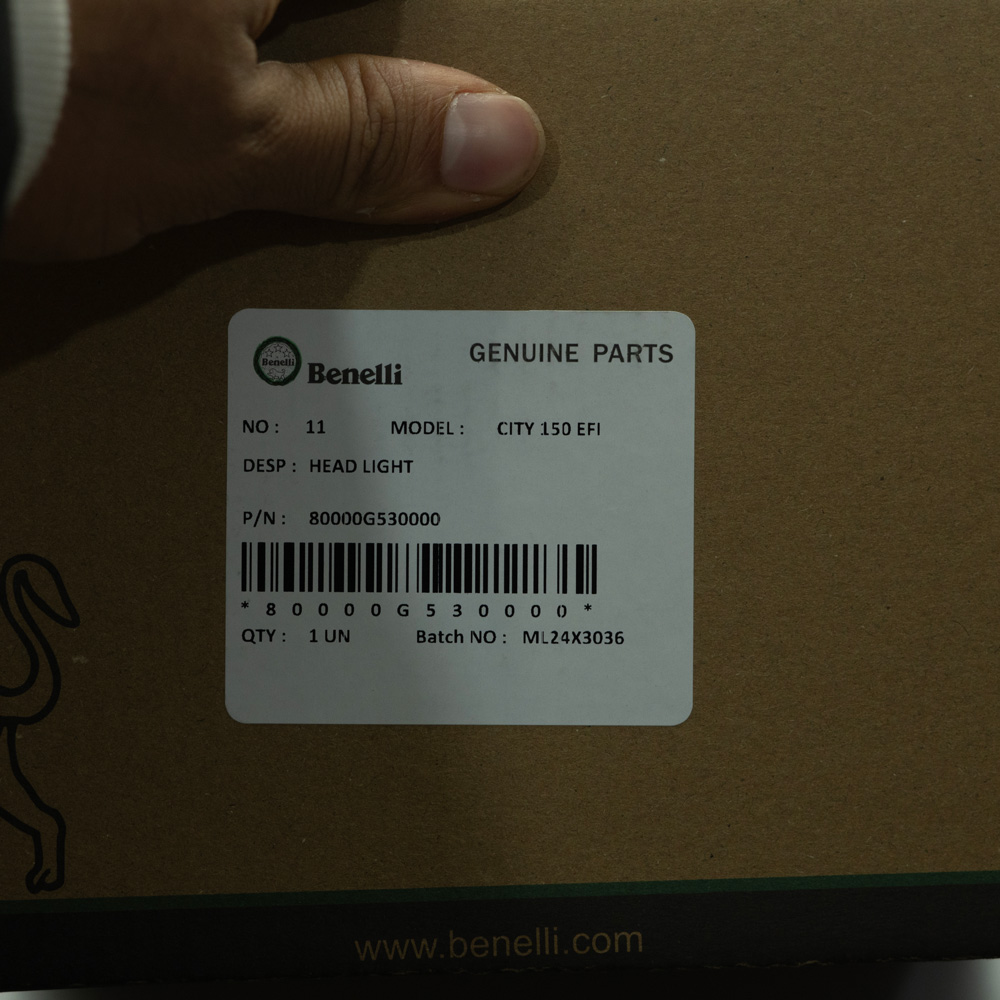 Benelli
Benelli
GENUINE PARTS
NO : 11 MODEL : CITY 150 EFI
DESP : HEAD LIGHT
P/N : 80000G530000
*80000G530000*
QTY : 1 UN Batch NO : ML24X3036
www.benelli.com